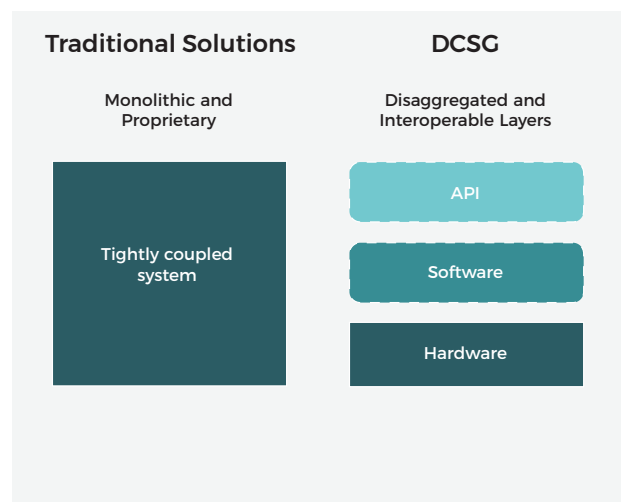 Traditional Solutions
Monolithic and
Proprietary
Tightly coupled
system
DCSG
Disaggregated and
Interoperable Layers
API
Software
Hardware